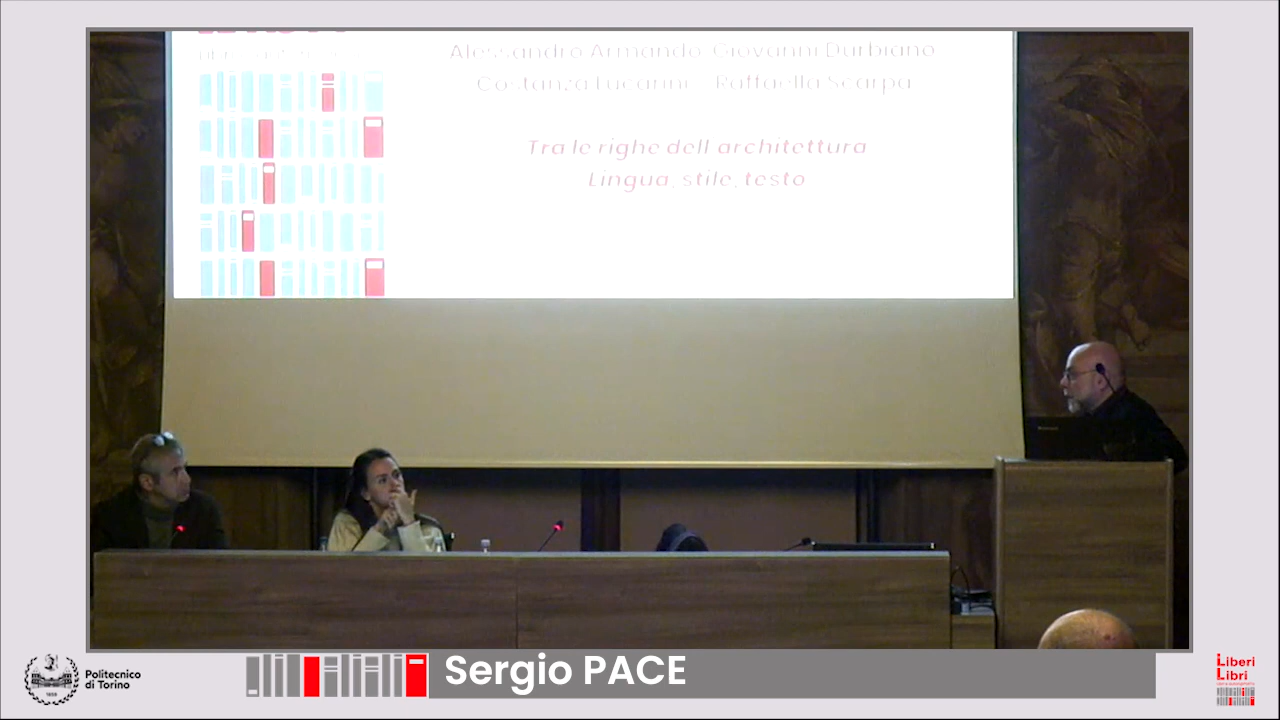 Alessandro Armando Giovanni Durbiano
Costanza Lucarini Raffaella Scarpa
Tra le righe dell architettura
Lingua, stile, testo
Sergio PACE
Politecnico
di Torino
Liberi
Libri